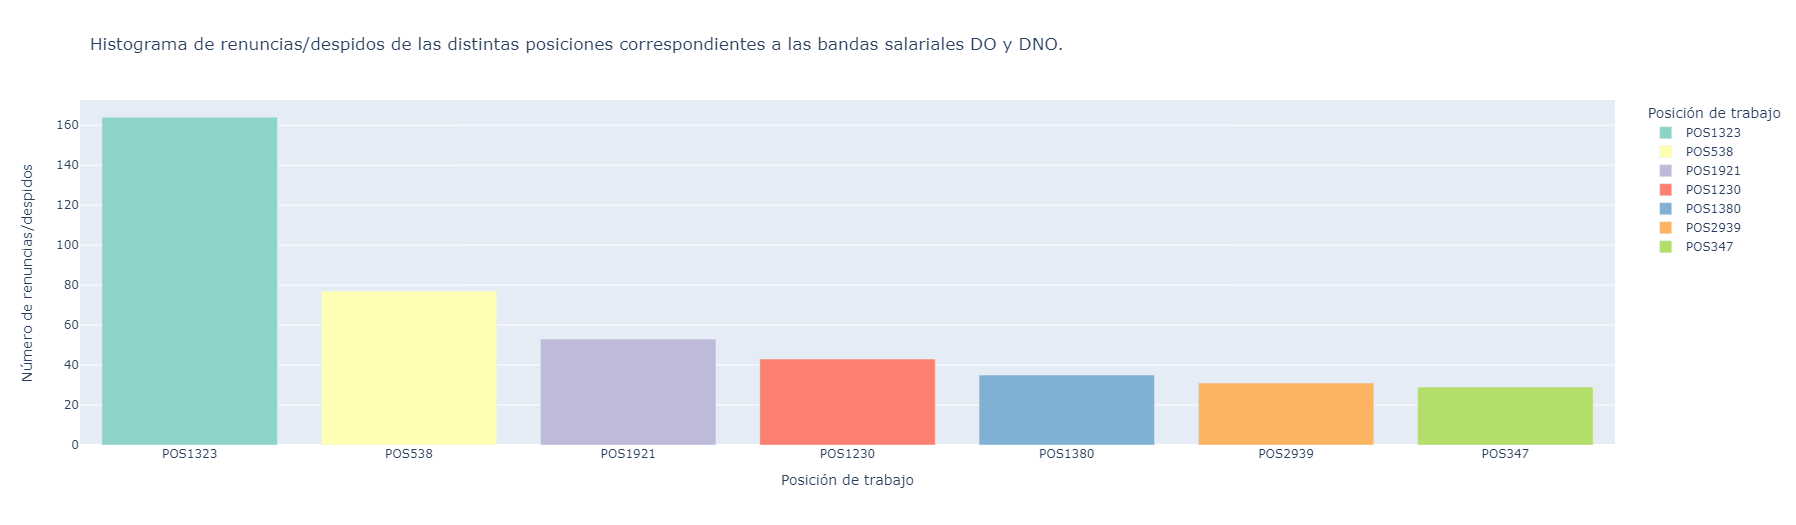 Histograma de renuncias/despidos de las distintas posiciones correspondientes a las bandas salariales DO y DNO.
Número de renuncias/despidos
160
140
120
100
80
60
40
20
0
POS1323
POS538
POS1921
POS1230
POS1380
POS2939
POS347
Posición de trabajo
Posición de trabajo
POS1323
POS538
POS1921
POS1230
POS1380
POS2939
POS347